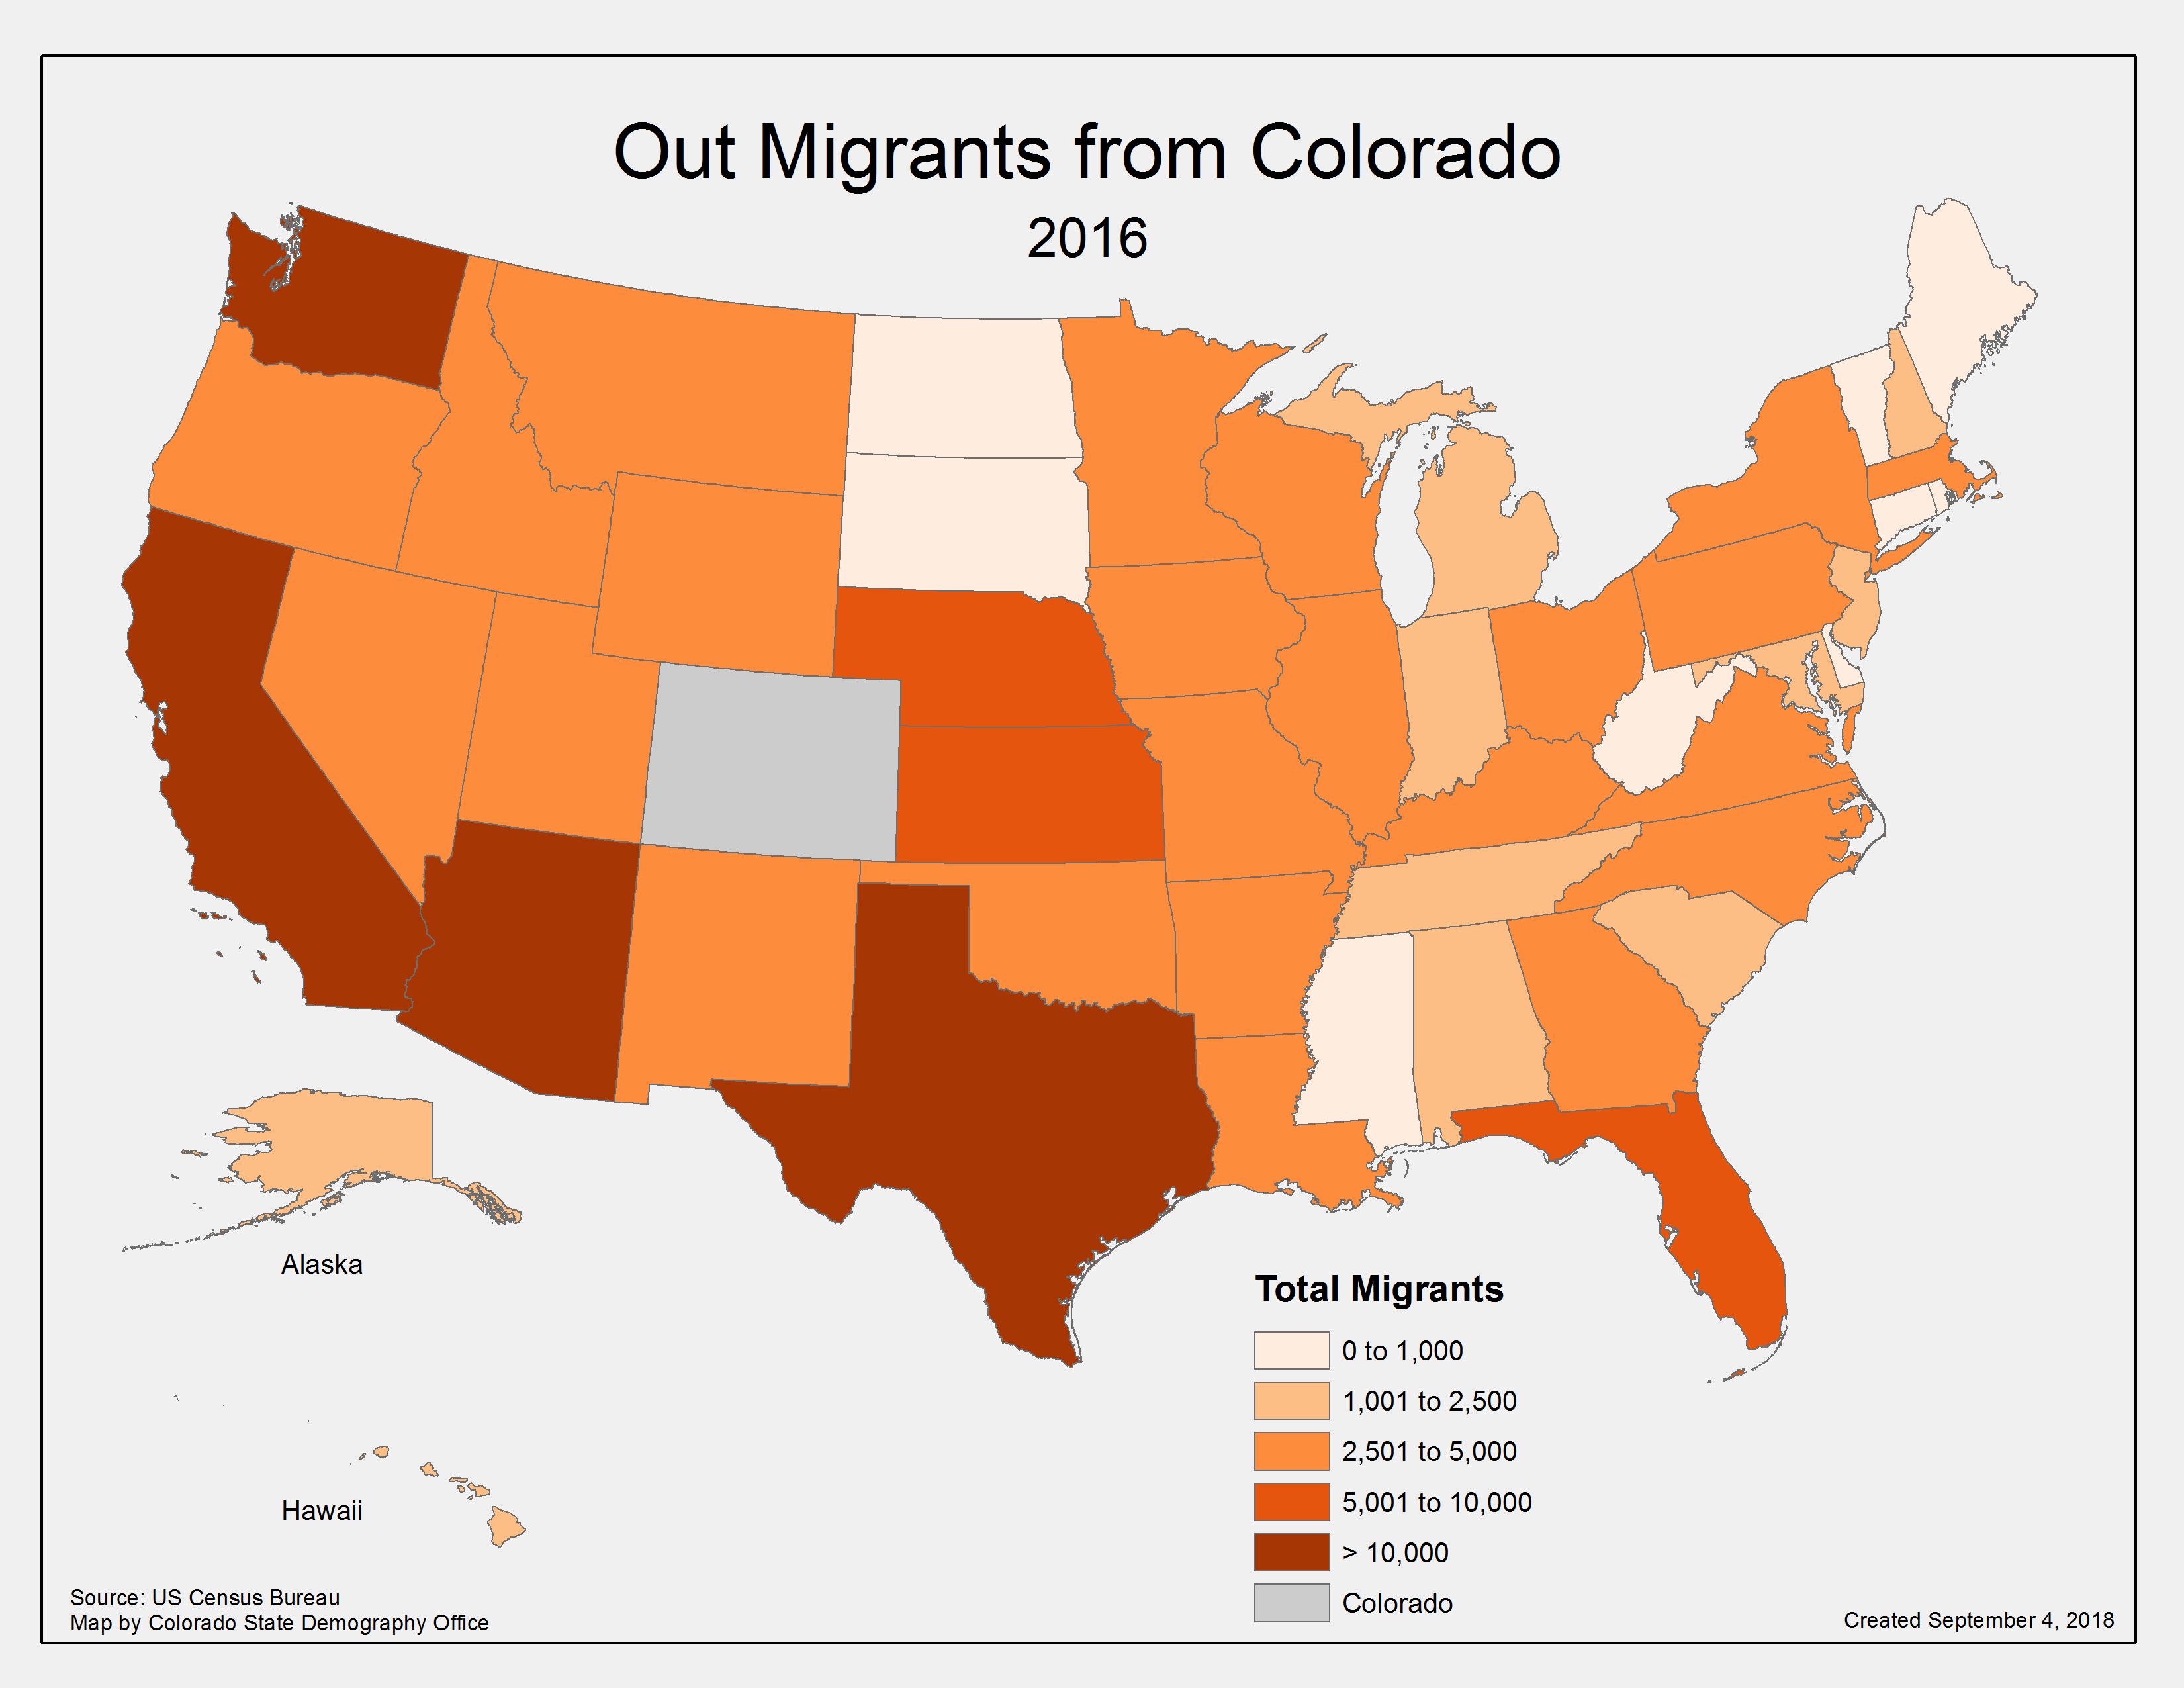 Out Migrants from Colorado
2016
Alaska
Hawaii
Total Migrants
0 to 1,000
1,001 to 2,500
2,501 to 5,000
5,001 to 10,000
> 10,000
Colorado
Source: US Census Bureau
Map by Colorado State Demography Office
Created September 4, 2018